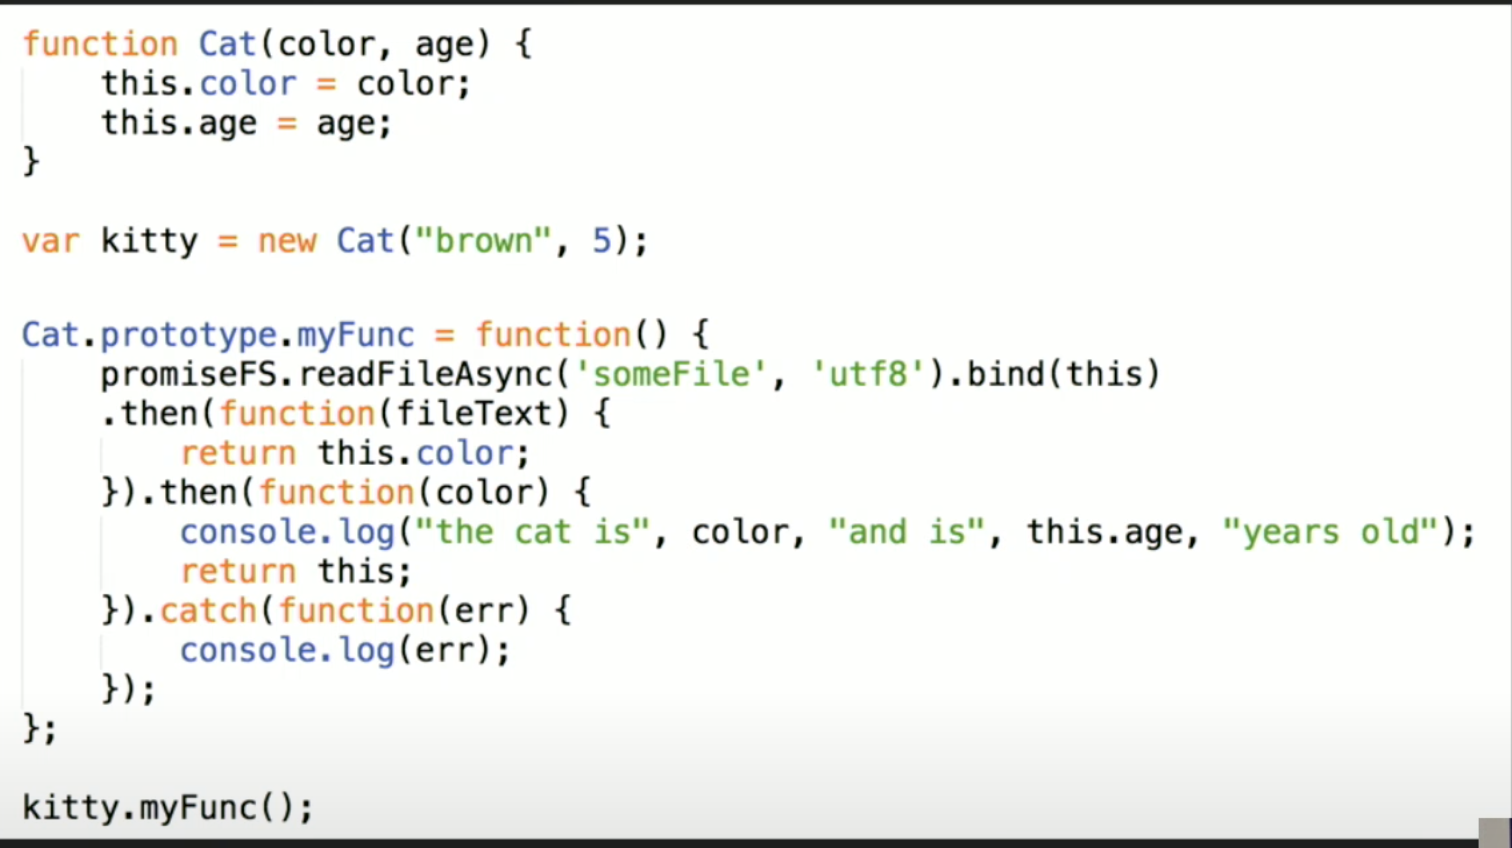 function Cat(color, age) {
    this.color = color;
    this.age = age;
}

var kitty = new Cat("brown", 5);

Cat.prototype.myFunc = function() {
    promiseFS.readFileAsync('someFile', 'utf8').bind(this)
    .then(function(fileText) {
        return this.color;
    }).then(function(color) {
        console.log("the cat is", color, "and is", this.age, "years old");
        return this;
    }).catch(function(err) {
        console.log(err);
    });
};

kitty.myFunc();